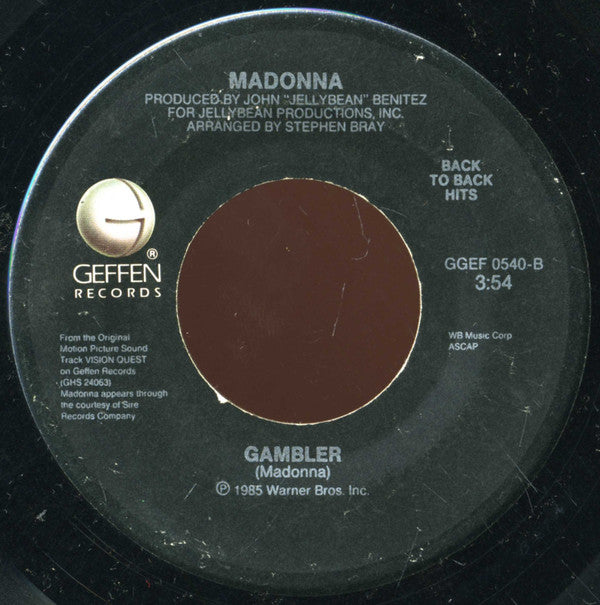 MADONNA
PRODUCED BY JOHN "JELLYBEAN" BENITEZ
FOR JELLYBEAN PRODUCTIONS, INC.
ARRANGED BY STEPHEN BRAY
BACK
TO BACK
HITS
G
®
GEFFEN
RECORDS
GGEF 0540-B
3:54
From the Original
Motion Picture Sound
Track VISION QUEST
on Geffen Records
(GHS 24063)
Madonna appears through
the courtesy of Sire
Records Company
WB Music Corp
ASCAP
GAMBLER
(Madonna)
℗ 1985 Warner Bros. Inc.